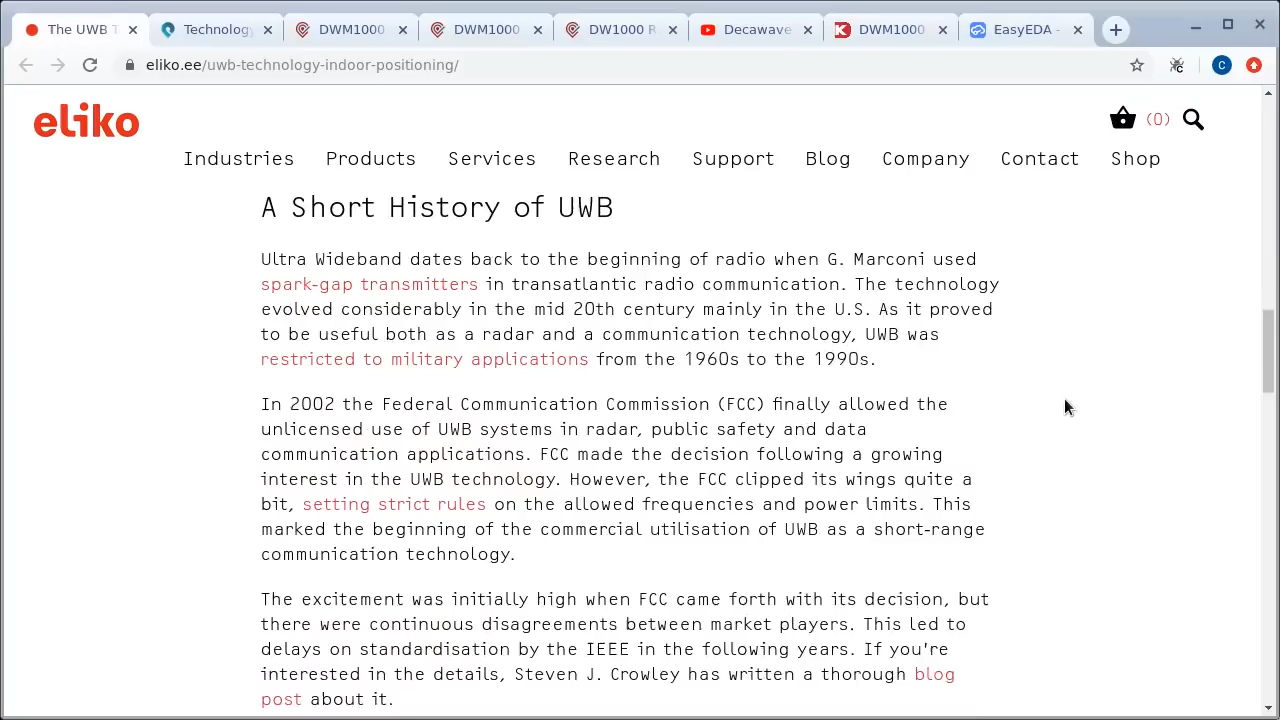 The UWB T
Technology
DWM1000
DWM1000
DW1000 R
Decawave
DWM1000
EasyEDA -
eliko.ee/uwb-technology-indoor-positioning/
C
C
eliko
(0)
Industries Products Services Research Support Blog Company Contact Shop
A Short History of UWB
Ultra Wideband dates back to the beginning of radio when G. Marconi used
spark-gap transmitters in transatlantic radio communication. The technology
evolved considerably in the mid 20th century mainly in the U.S. As it proved
to be useful both as a radar and a communication technology, UWB was
restricted to military applications from the 1960s to the 1990s.
In 2002 the Federal Communication Commission (FCC) finally allowed the
unlicensed use of UWB systems in radar, public safety and data
communication applications. FCC made the decision following a growing
interest in the UWB technology. However, the FCC clipped its wings quite a
bit, setting strict rules on the allowed frequencies and power limits. This
marked the beginning of the commercial utilisation of UWB as a short-range
communication technology.
The excitement was initially high when FCC came forth with its decision, but
there were continuous disagreements between market players. This led to
delays on standardisation by the IEEE in the following years. If you're
interested in the details, Steven J. Crowley has written a thorough blog
post about it.